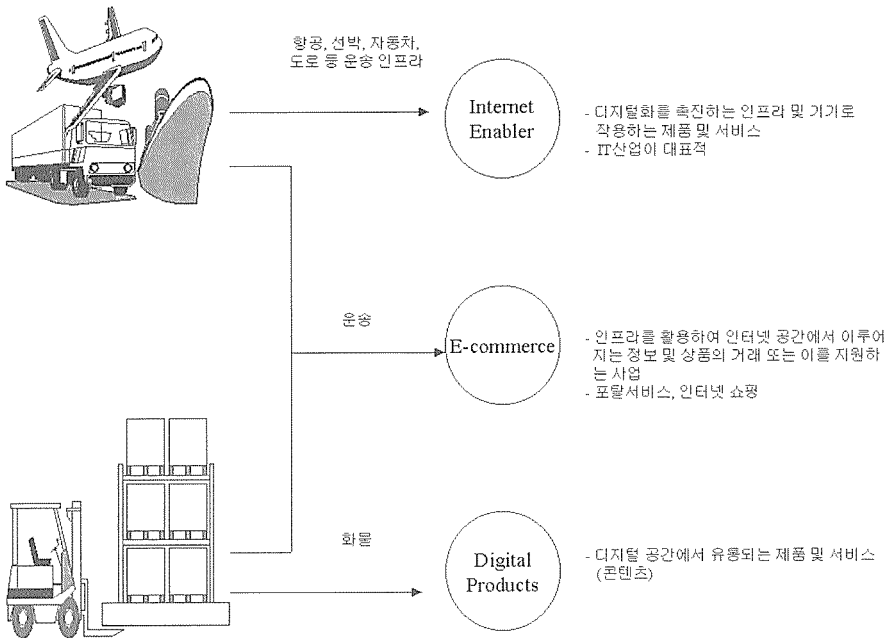 항공, 선박, 자동차,
도로 등 운송 인프라
Internet
Enabler
- 디지털화를 촉진하는 인프라 및 기기로
작용하는 제품 및 서비스
- IT산업이 대표적
운송
E-commerce
- 인프라를 활용하여 인터넷 공간에서 이루어
지는 정보 및 상품의 거래 또는 이를 지원하
는 사업
- 포탈서비스, 인터넷 쇼핑
화물
Digital
Products
- 디지털 공간에서 유통되는 제품 및 서비스
(콘텐츠)